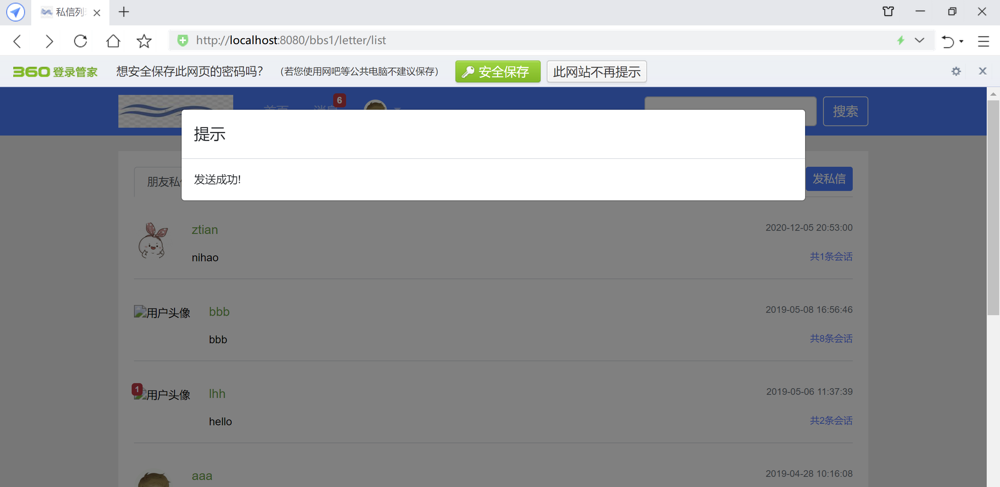 私信列
http://localhost:8080/bbs1/letter/list
360登录管家 想安全保存此网页的密码吗？ （若您使用网吧等公共电脑不建议保存） 安全保存 此网站不再提示
首页 消息 6 搜索
提示
发送成功!
朋友私 发私信
ztian 2020-12-05 20:53:00
nihao 共1条会话
用户头像 bbb 2019-05-08 16:56:46
bbb 共8条会话
1 用户头像 lhh 2019-05-06 11:37:39
hello 共2条会话
aaa 2019-04-28 10:16:08